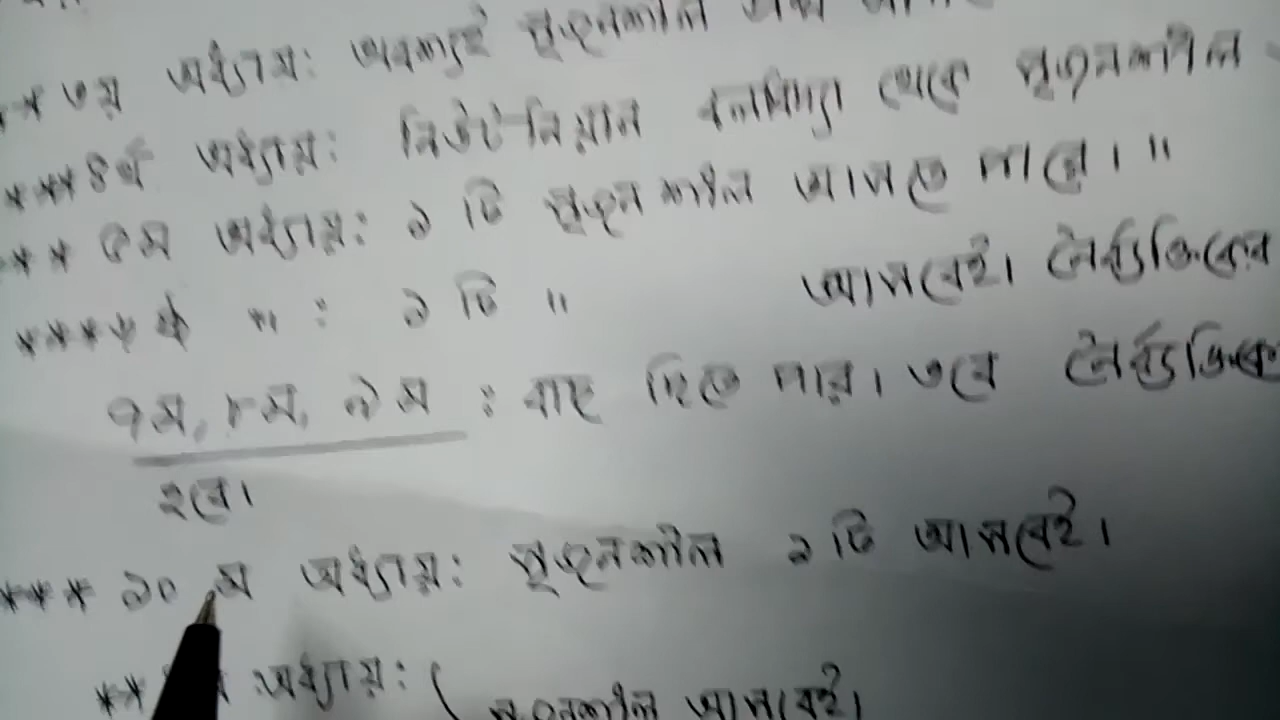 ** ৩য় অধ্যায়: অবশ্যই সৃজনশীল
*** ৪র্থ অধ্যায়: নিউটনিয়ান বলবিদ্যা থেকে সৃজনশীল
** ৫ম অধ্যায়: ১ টি সৃজনশীল আসতে পারে। "
**** ষ্ঠ " : ১ টি " আসবেই। নৈর্ব্যক্তিকের
৭ম, ৮ম, ৯ম : বাদ দিতে পার। তবে নৈর্ব্যক্তিকে
হবে।
*** ১০ ম অধ্যায়: সৃজনশীল ১টি আসবেই।
** অধ্যায়: ( সৃজনশীল আসবেই।